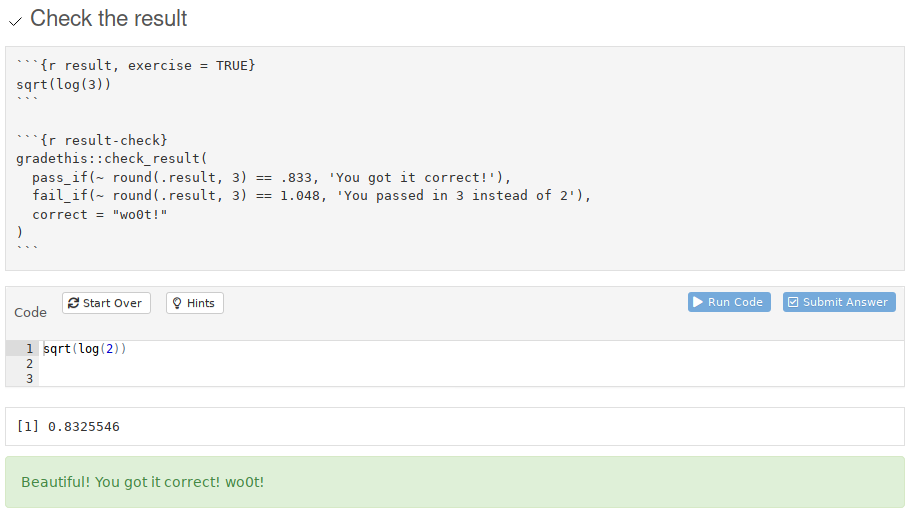 ✓ Check the result
```{r result, exercise = TRUE}
sqrt(log(3))
```
```{r result-check}
gradethis::check_result(
  pass_if(~ round(.result, 3) == .833, 'You got it correct!'),
  fail_if(~ round(.result, 3) == 1.048, 'You passed in 3 instead of 2'),
  correct = "wo0t!"
)
```
Code Start Over Hints Run Code Submit Answer
1 sqrt(log(2))
2
3
[1] 0.8325546
Beautiful! You got it correct! wo0t!